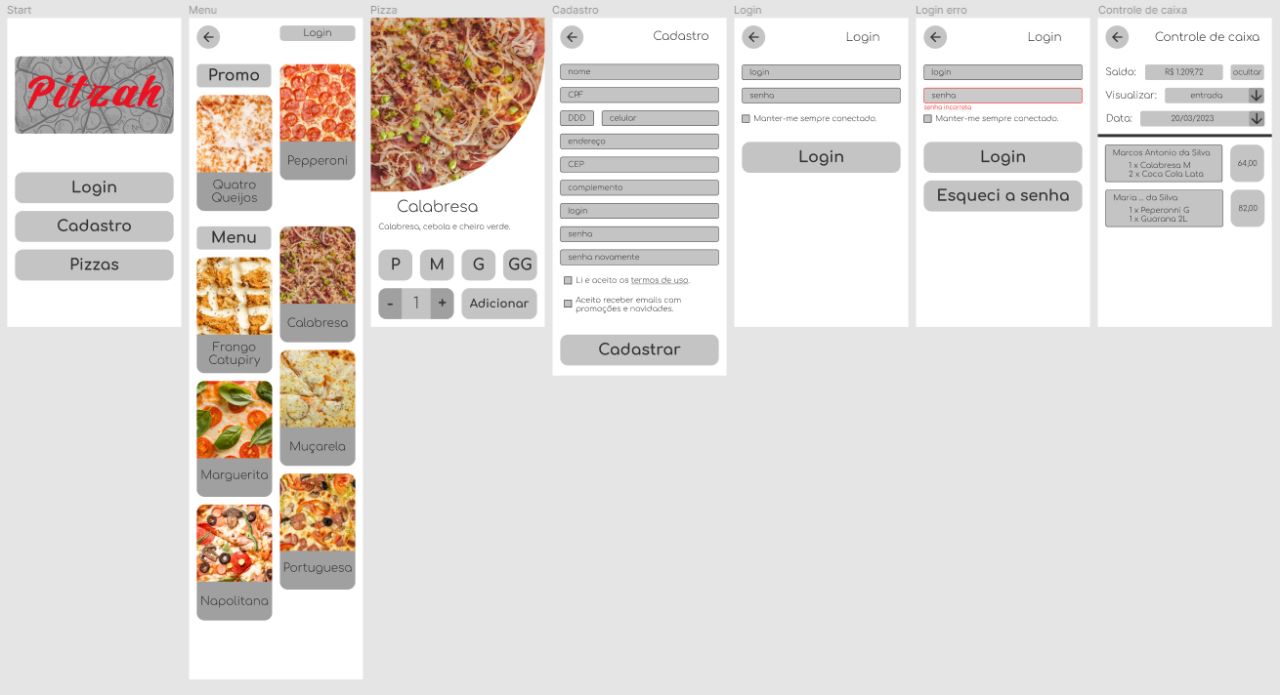 Start
Pitzah
Login
Cadastro
Pizzas
Menu
Login
Promo
Quatro
Queijos
Pepperoni
Menu
Frango
Catupiry
Calabresa
Marguerita
Muçarela
Napolitana
Portuguesa
Pizza
Calabresa
Calabresa, cebola e cheiro verde.
P M G GG
- 1 + Adicionar
Cadastro
Cadastro
nome
CPF
DDD celular
endereço
CEP
complemento
login
senha
senha novamente
Li e aceito os termos de uso.
Aceito receber emails com
promoções e novidades.
Cadastrar
Login
Login
login
senha
Manter-me sempre conectado.
Login
Login erro
Login
login
senha
senha incorreta
Manter-me sempre conectado.
Login
Esqueci a senha
Controle de caixa
Controle de caixa
Saldo: R$ 1.209,72 ocultar
Visualizar: entrada
Data: 20/03/2023
Marcos Antonio da Silva
1 x Calabresa M
2 x Coca Cola Lata
64,00
Maria ... da Silva
1 x Peperonni G
1 x Guarana 2L
82,00